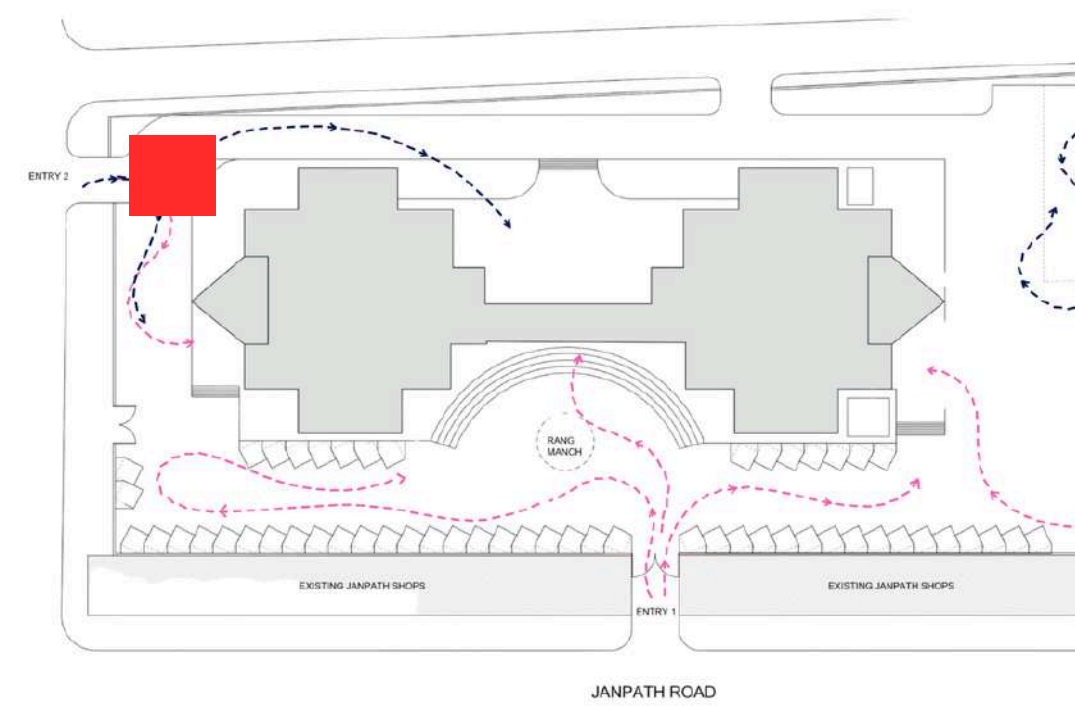 ENTRY 2
RANG
MANCH
EXISTING JANPATH SHOPS
EXISTING JANPATH SHOPS
ENTRY 1
JANPATH ROAD